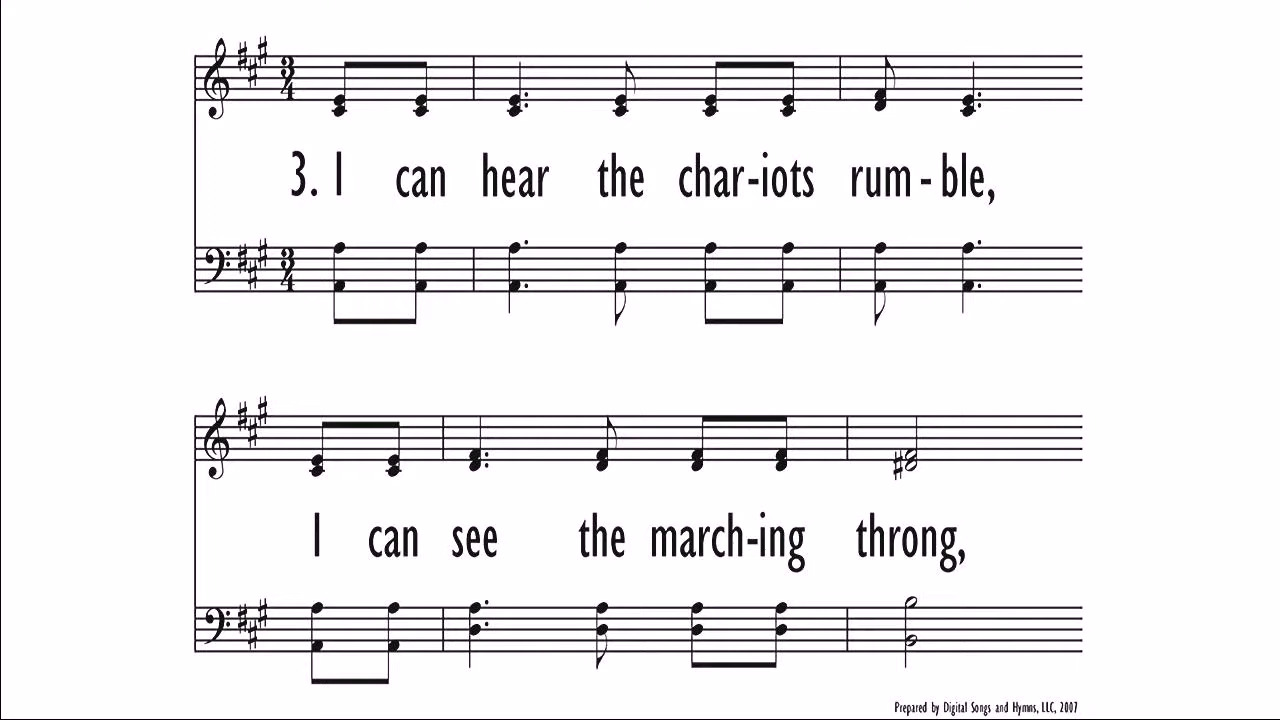 3. I can hear the char-iots rum-ble,
I can see the march-ing throng,
Prepared by Digital Songs and Hymns, LLC, 2007